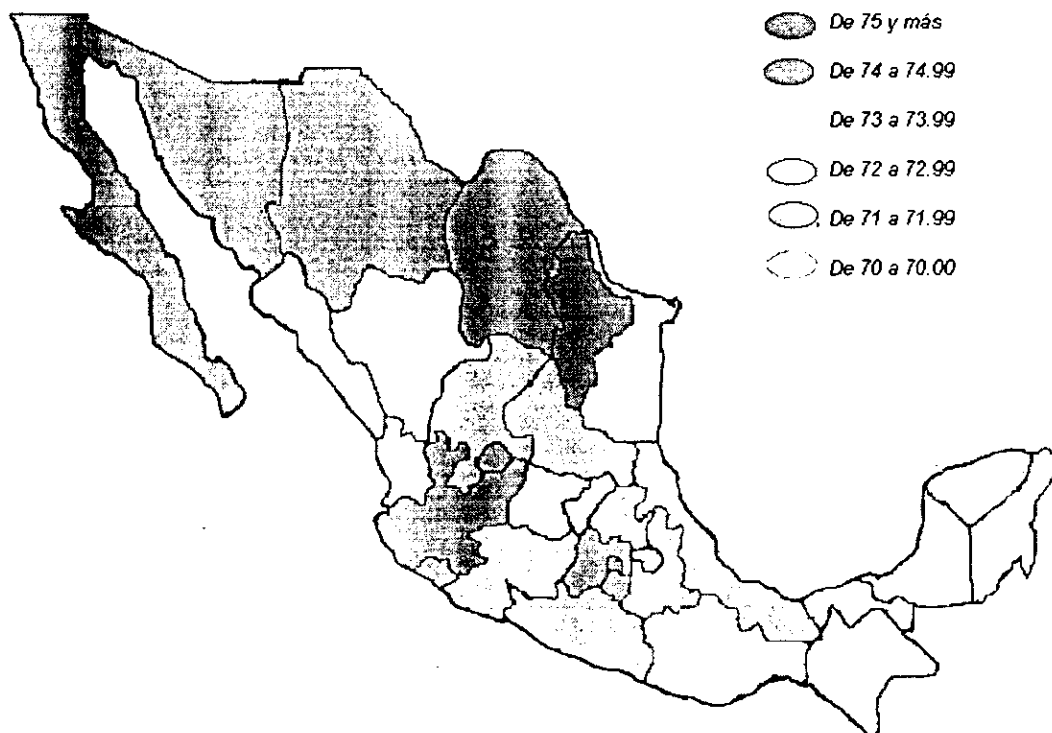 De 75 y más
De 74 a 74.99
De 73 a 73.99
De 72 a 72.99
De 71 a 71.99
De 70 a 70.00